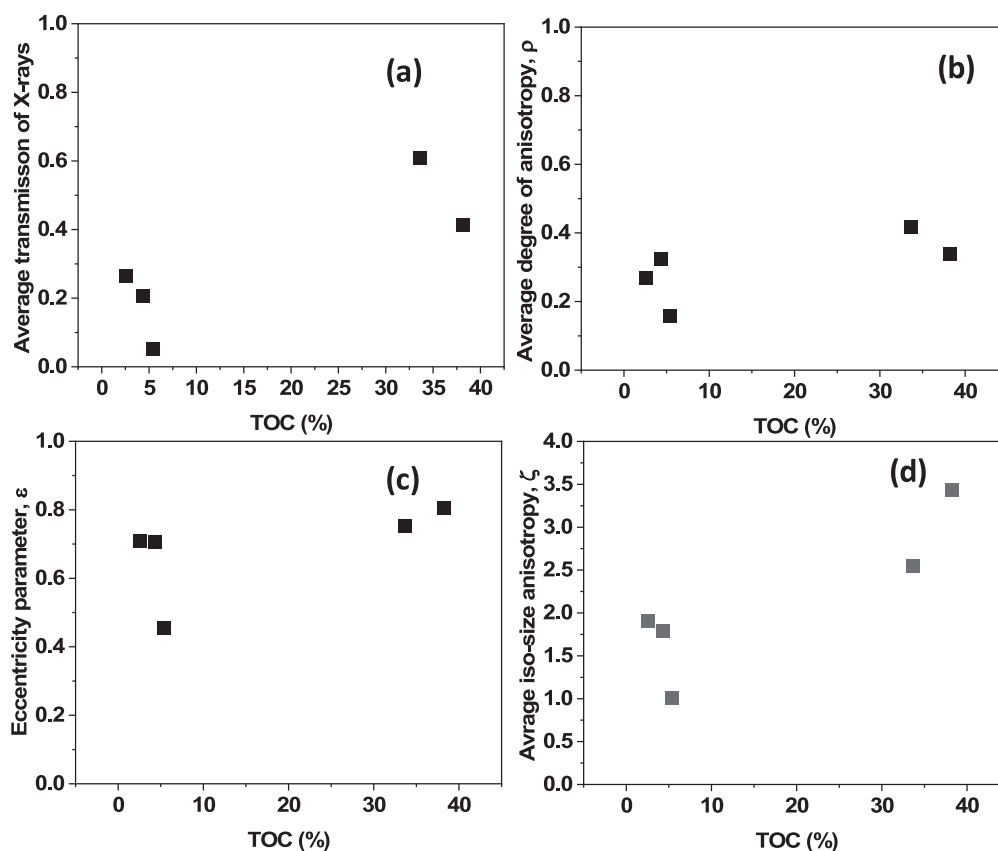 Average transmisson of X-rays
1.0
0.8
0.6
0.4
0.2
0.0
(a)
0 5 10 15 20 25 30 35 40
TOC (%)
Average degree of anisotropy, ρ
1.0
0.8
0.6
0.4
0.2
0.0
(b)
0 10 20 30 40
TOC (%)
Eccentricity parameter, ε
1.0
0.8
0.6
0.4
0.2
0.0
(c)
0 10 20 30 40
TOC (%)
Avrage iso-size anisotropy, ζ
4.0
3.5
3.0
2.5
2.0
1.5
1.0
0.5
0.0
(d)
0 10 20 30 40
TOC (%)